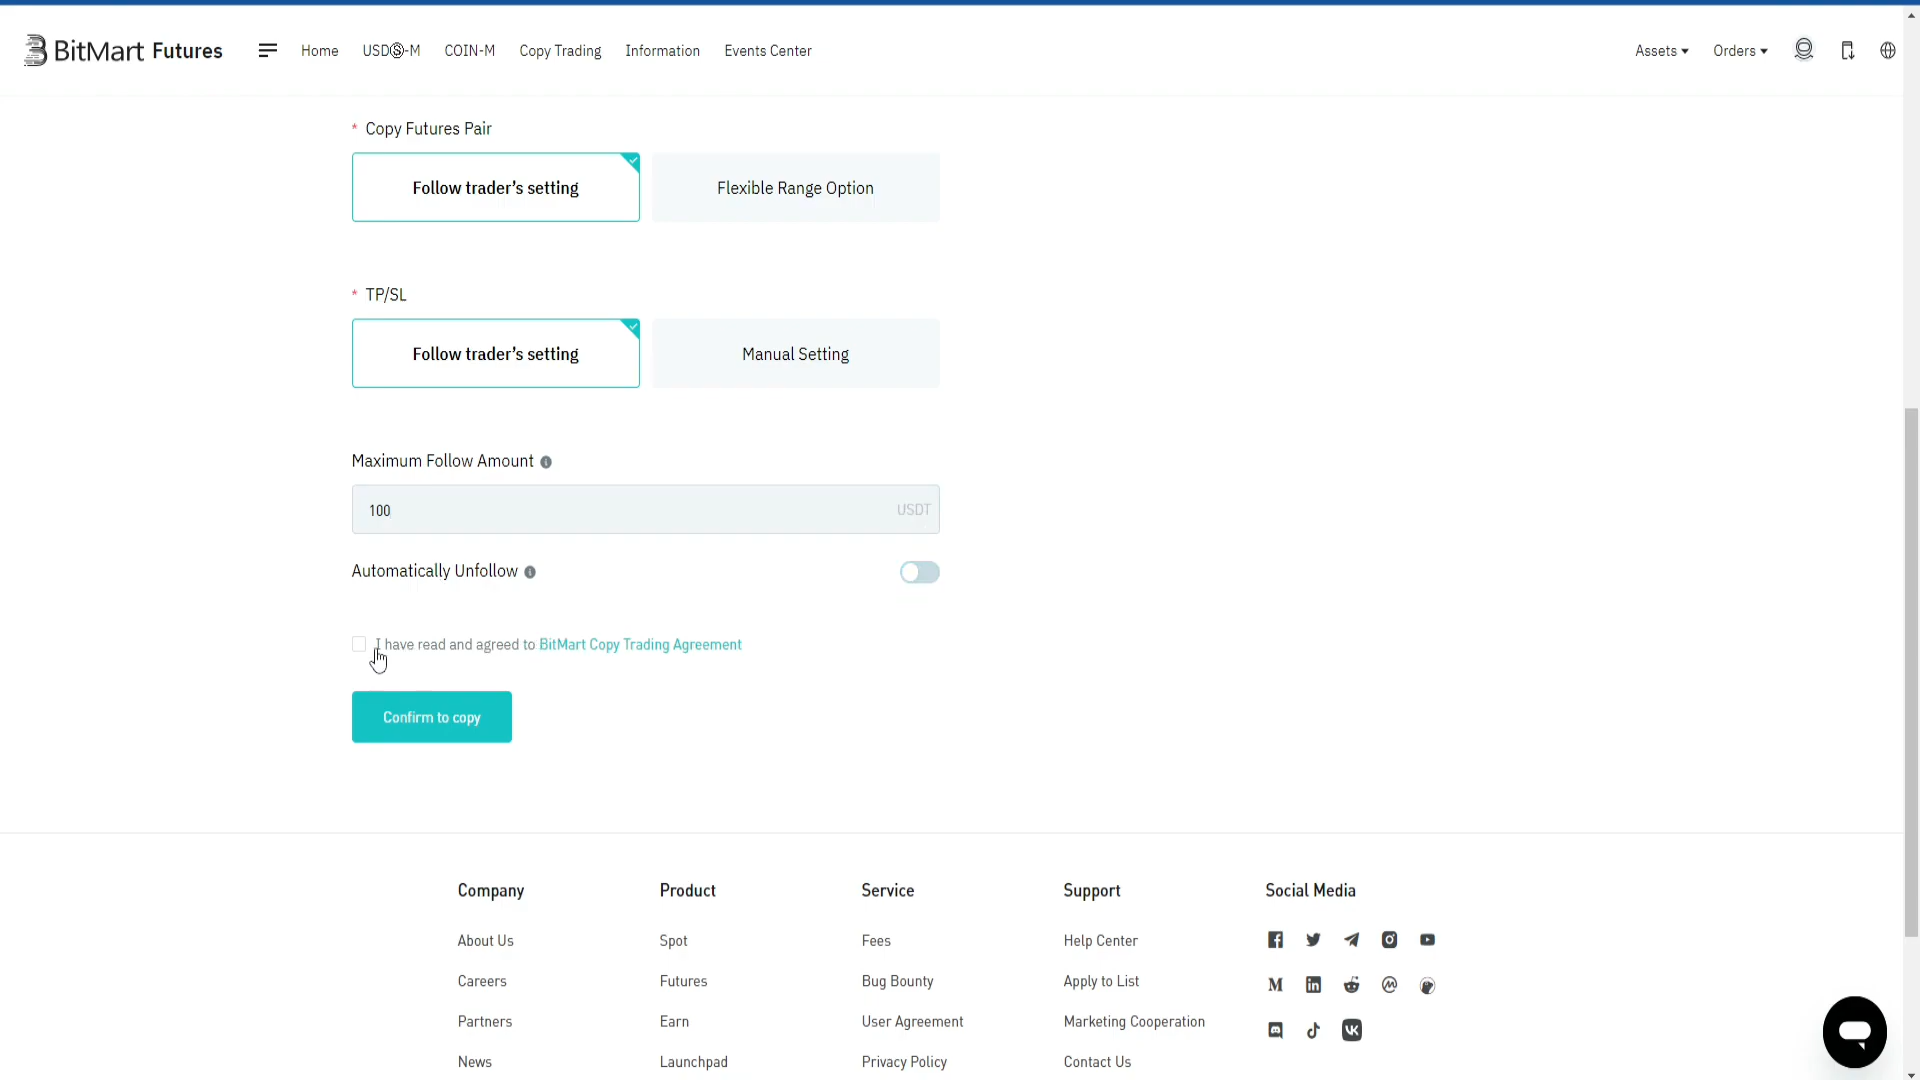 BitMart Futures
Home USDⓈ-M COIN-M Copy Trading Information Events Center Assets Orders
* Copy Futures Pair
Follow trader’s setting Flexible Range Option
* TP/SL
Follow trader’s setting Manual Setting
Maximum Follow Amount
100 USDT
Automatically Unfollow
I have read and agreed to BitMart Copy Trading Agreement
Confirm to copy
Company Product Service Support Social Media
About Us Spot Fees Help Center
Careers Futures Bug Bounty Apply to List
Partners Earn User Agreement Marketing Cooperation
News Launchpad Privacy Policy Contact Us